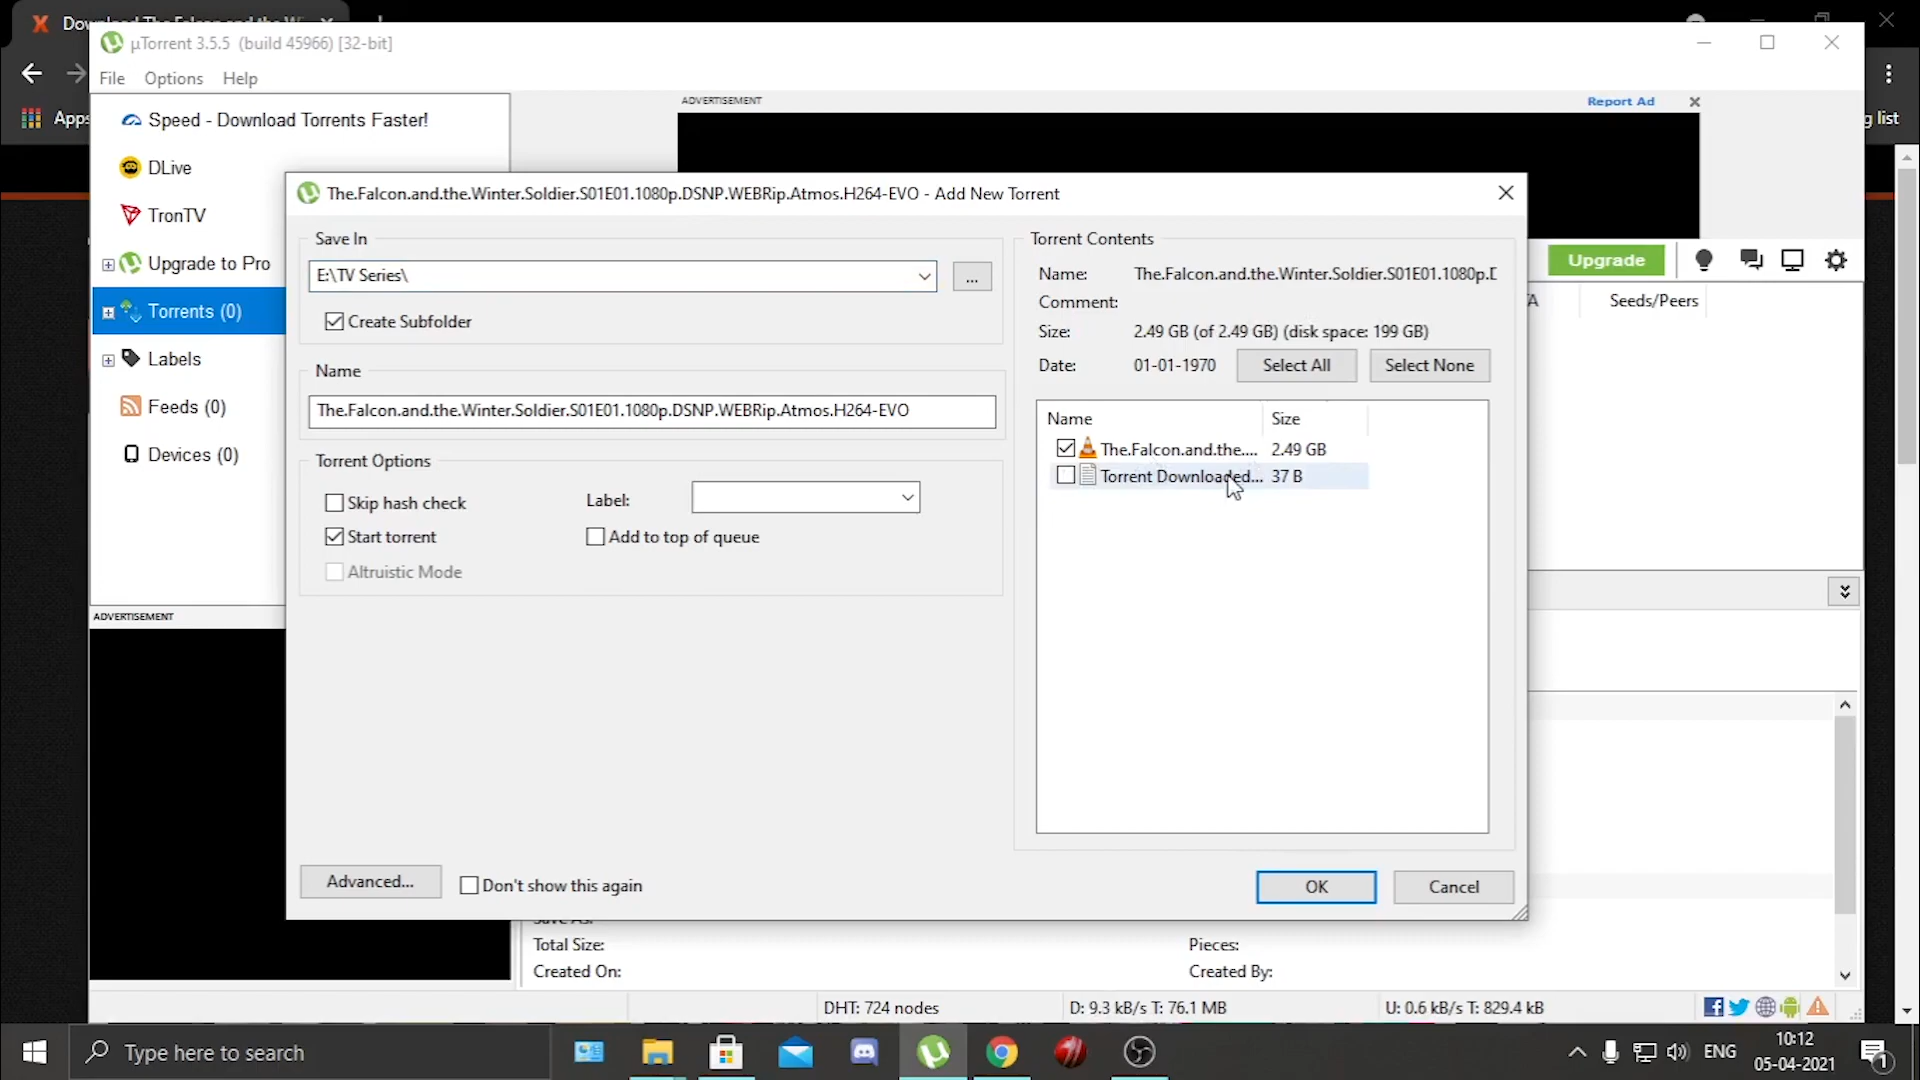 µTorrent 3.5.5 (build 45966) [32-bit]
File Options Help
Apps
g list
ADVERTISEMENT
Report Ad
Speed - Download Torrents Faster!
DLive
TronTV
Upgrade to Pro
Torrents (0)
Labels
Feeds (0)
Devices (0)
ADVERTISEMENT
Upgrade
Seeds/Peers
The.Falcon.and.the.Winter.Soldier.S01E01.1080p.DSNP.WEBRip.Atmos.H264-EVO - Add New Torrent
Save In
E:\TV Series\
...
Create Subfolder
Name
The.Falcon.and.the.Winter.Soldier.S01E01.1080p.DSNP.WEBRip.Atmos.H264-EVO
Torrent Options
Skip hash check
Label:
Start torrent
Add to top of queue
Altruistic Mode
Torrent Contents
Name: The.Falcon.and.the.Winter.Soldier.S01E01.1080p.D
Comment:
Size: 2.49 GB (of 2.49 GB) (disk space: 199 GB)
Date: 01-01-1970 Select All Select None
Name Size
The.Falcon.and.the.... 2.49 GB
Torrent Downloaded... 37 B
Advanced... Don't show this again
OK Cancel
Total Size: Pieces:
Created On: Created By:
DHT: 724 nodes D: 9.3 kB/s T: 76.1 MB U: 0.6 kB/s T: 829.4 kB
Type here to search
ENG
10:12
05-04-2021
1